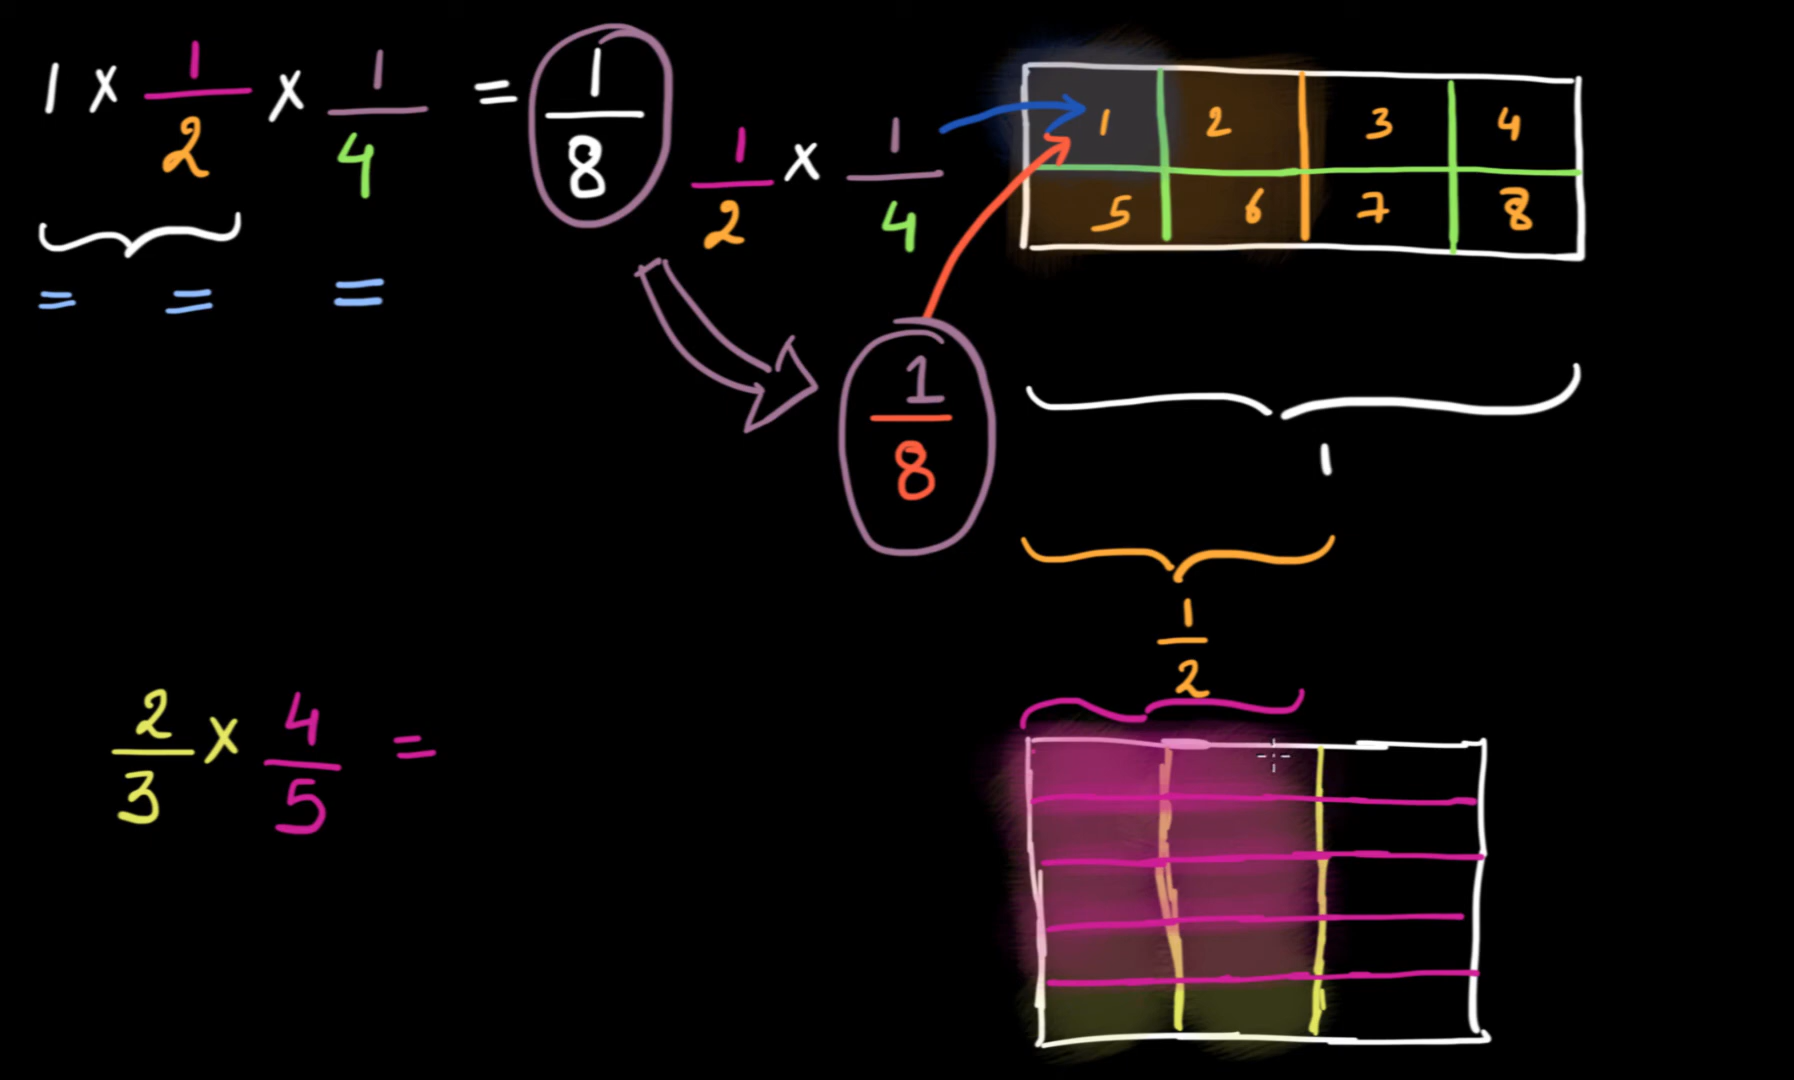 1 × 1/2 × 1/4 = 1/8
1/2 × 1/4
1 2 3 4
5 6 7 8
= = =
1/8
1
1/2
2/3 × 4/5 =